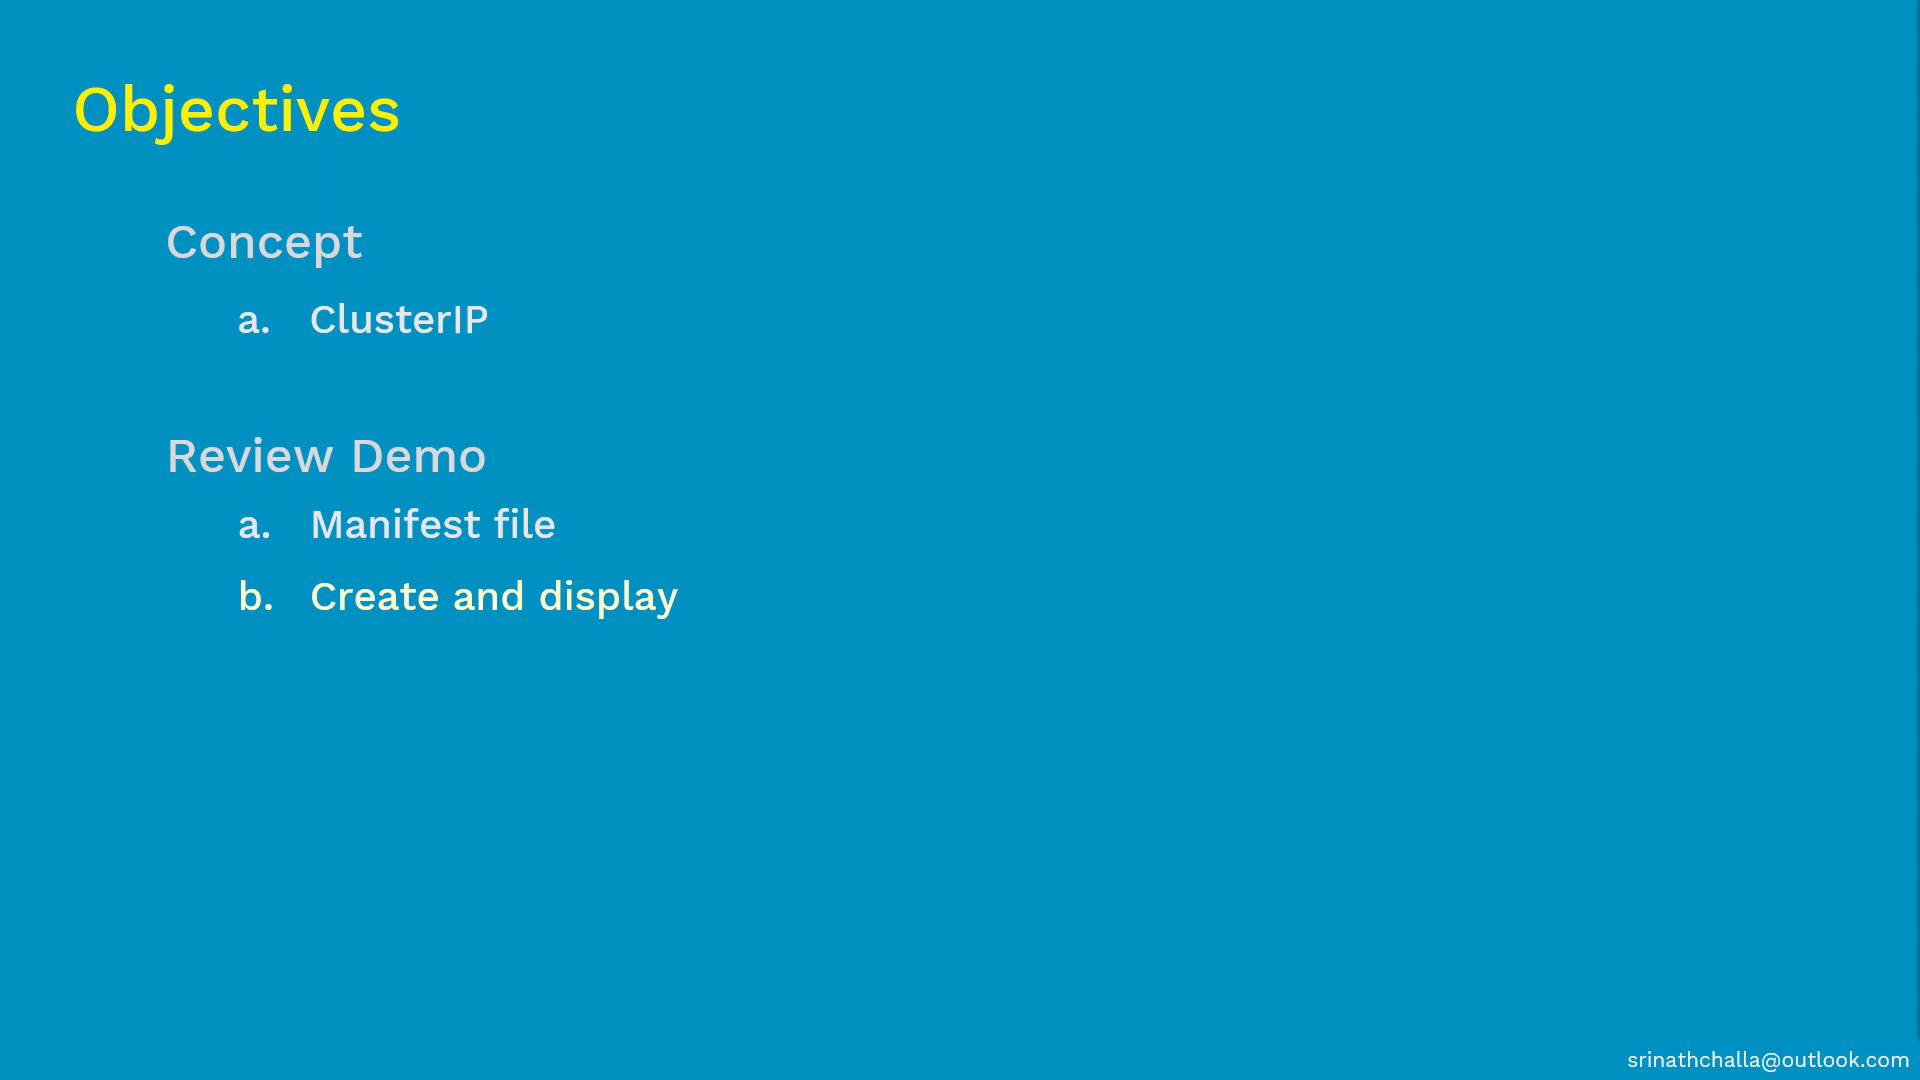 Objectives
Concept
a. ClusterIP
Review Demo
a. Manifest file
b. Create and display
srinathchalla@outlook.com